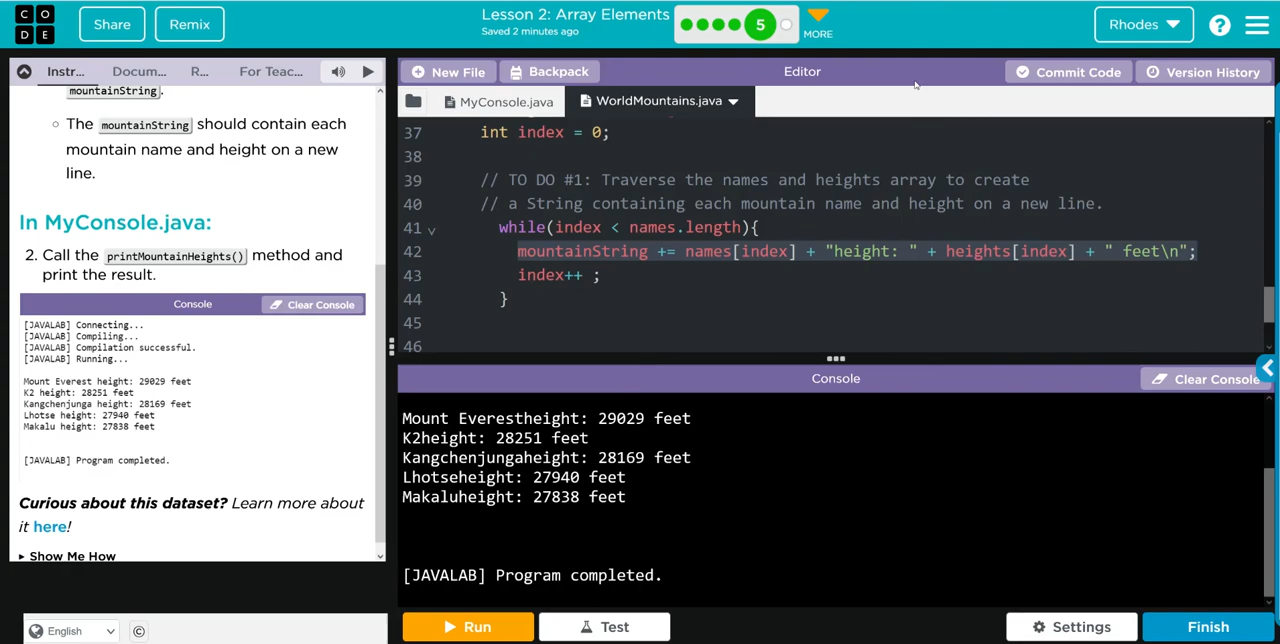 CODE
Share
Remix
Lesson 2: Array Elements
Saved 2 minutes ago
5
MORE
Rhodes
?
Instr...
Docum...
R...
For Teac...
New File
Backpack
Editor
Commit Code
Version History
MyConsole.java
WorldMountains.java
mountainString.
The mountainString should contain each
mountain name and height on a new
line.
In MyConsole.java:
2. Call the printMountainHeights() method and
print the result.
Console
Clear Console
[JAVALAB] Connecting...
[JAVALAB] Compiling...
[JAVALAB] Compilation successful.
[JAVALAB] Running...
Mount Everest height: 29029 feet
K2 height: 28251 feet
Kangchenjunga height: 28169 feet
Lhotse height: 27940 feet
Makalu height: 27838 feet
[JAVALAB] Program completed.
Curious about this dataset? Learn more about
it here!
Show Me How
English
©
37 int index = 0;
38
39 // TO DO #1: Traverse the names and heights array to create
40 // a String containing each mountain name and height on a new line.
41 while(index < names.length){
42 mountainString += names[index] + "height: " + heights[index] + " feet\n";
43 index++ ;
44 }
45
46
Console
Clear Console
Mount Everestheight: 29029 feet
K2height: 28251 feet
Kangchenjungaheight: 28169 feet
Lhotseheight: 27940 feet
Makaluheight: 27838 feet
[JAVALAB] Program completed.
Run
Test
Settings
Finish